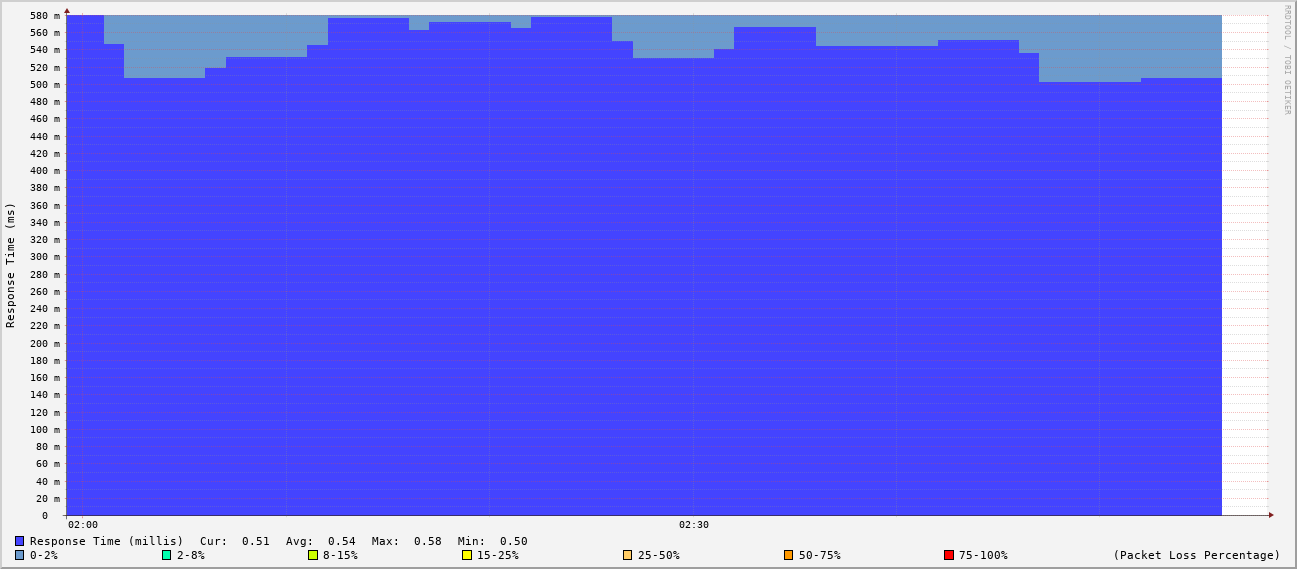 RRDTOOL / TOBI OETIKER
Response Time (ms)
580 m
560 m
540 m
520 m
500 m
480 m
460 m
440 m
420 m
400 m
380 m
360 m
340 m
320 m
300 m
280 m
260 m
240 m
220 m
200 m
180 m
160 m
140 m
120 m
100 m
80 m
60 m
40 m
20 m
0
02:00 02:30
Response Time (millis) Cur: 0.51 Avg: 0.54 Max: 0.58 Min: 0.50
0-2% 2-8% 8-15% 15-25% 25-50% 50-75% 75-100% (Packet Loss Percentage)